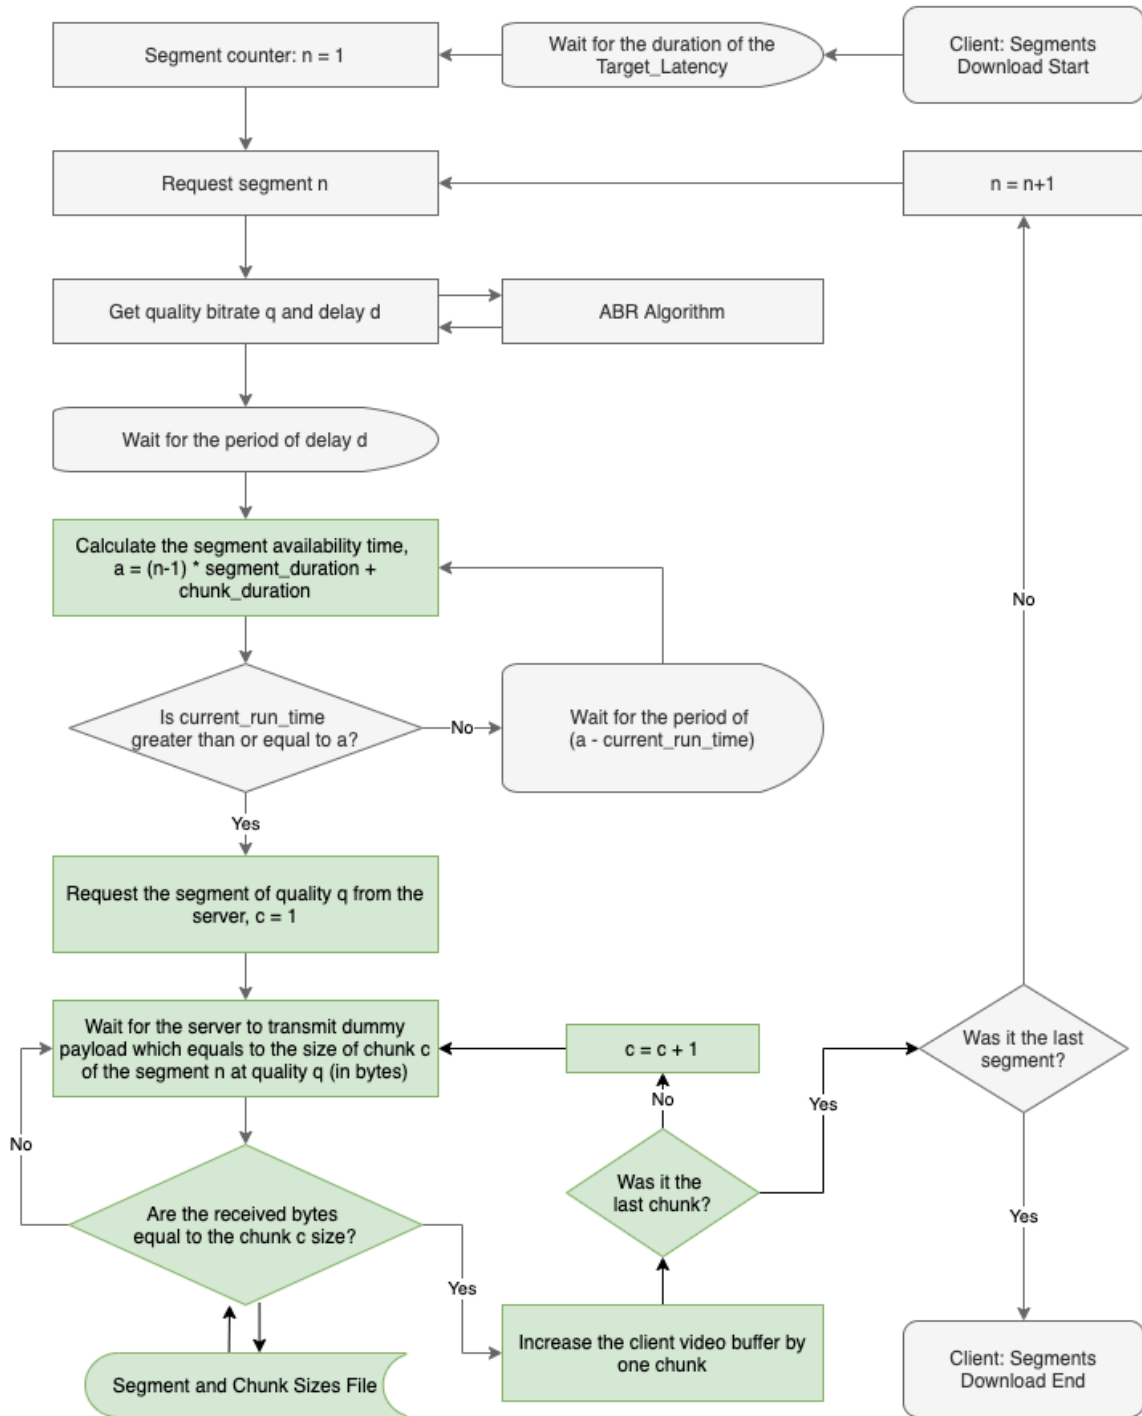 Client: Segments
Download Start
Wait for the duration of the
Target_Latency
Segment counter: n = 1
Request segment n
n = n+1
Get quality bitrate q and delay d
ABR Algorithm
Wait for the period of delay d
Calculate the segment availability time,
a = (n-1) * segment_duration +
chunk_duration
No
Is current_run_time
greater than or equal to a?
No
Wait for the period of
(a - current_run_time)
Yes
Request the segment of quality q from the
server, c = 1
Wait for the server to transmit dummy
payload which equals to the size of chunk c
of the segment n at quality q (in bytes)
c = c + 1
Was it the last
segment?
No
Yes
No
Was it the
last chunk?
Are the received bytes
equal to the chunk c size?
Yes
Yes
Increase the client video buffer by
one chunk
Segment and Chunk Sizes File
Client: Segments
Download End